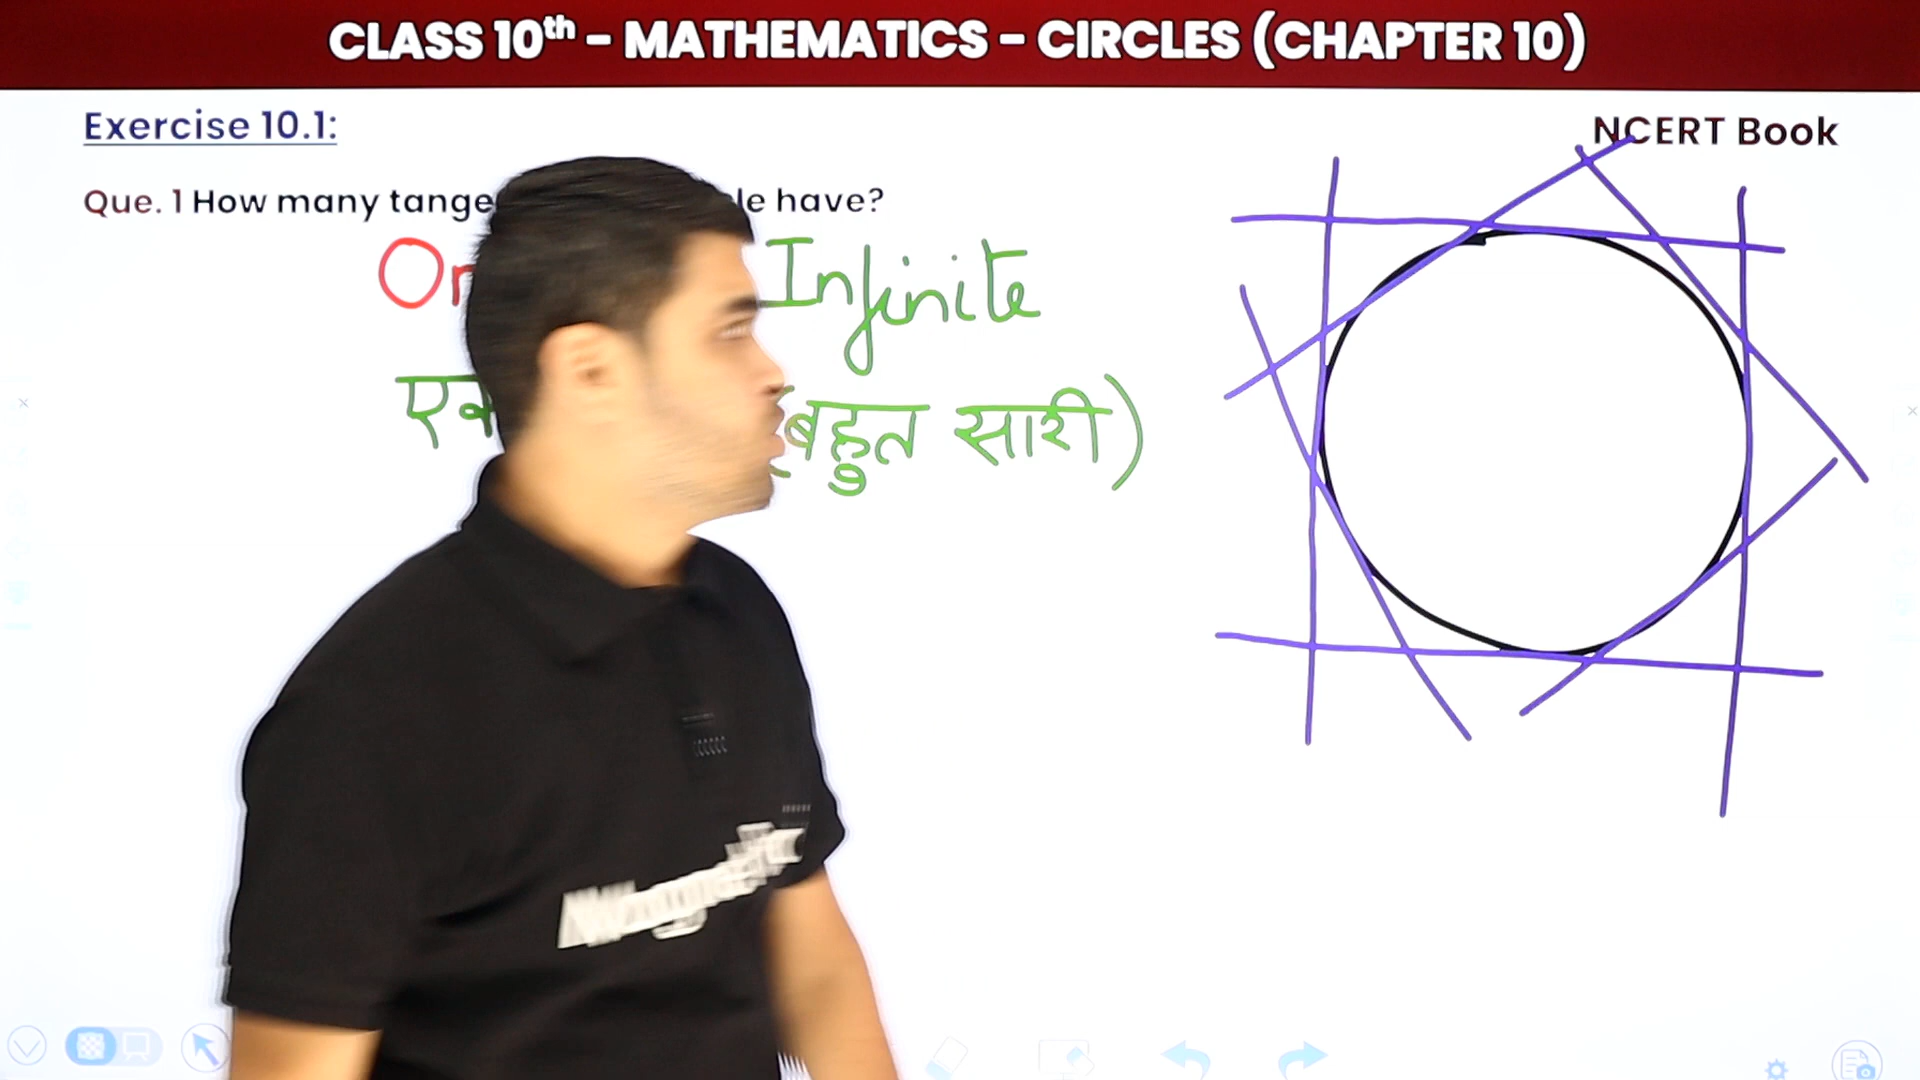 CLASS 10th - MATHEMATICS - CIRCLES (CHAPTER 10)
Exercise 10.1:
NCERT Book
Que. 1 How many le have?
Infinite
(बहुत सारी)